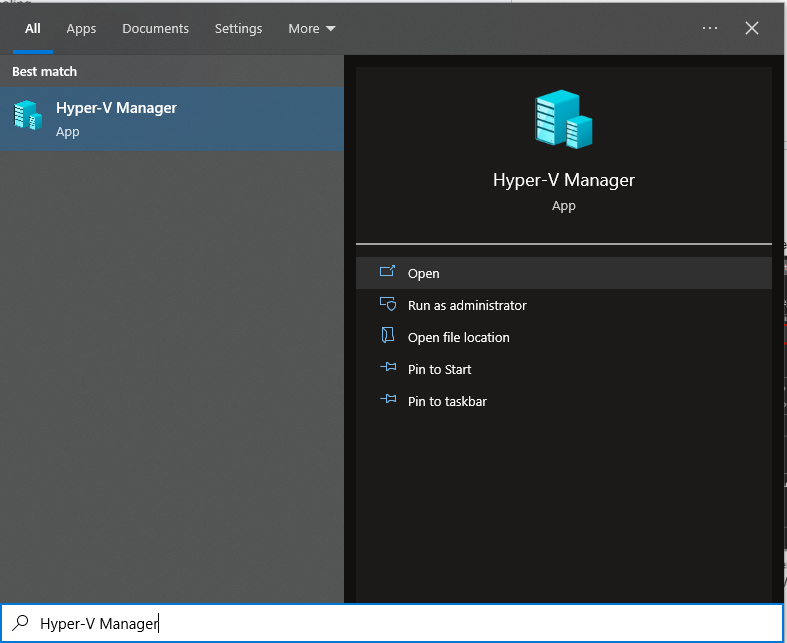 All Apps Documents Settings More
Best match
Hyper-V Manager
App
Hyper-V Manager
App
Open
Run as administrator
Open file location
Pin to Start
Pin to taskbar
Hyper-V Manager